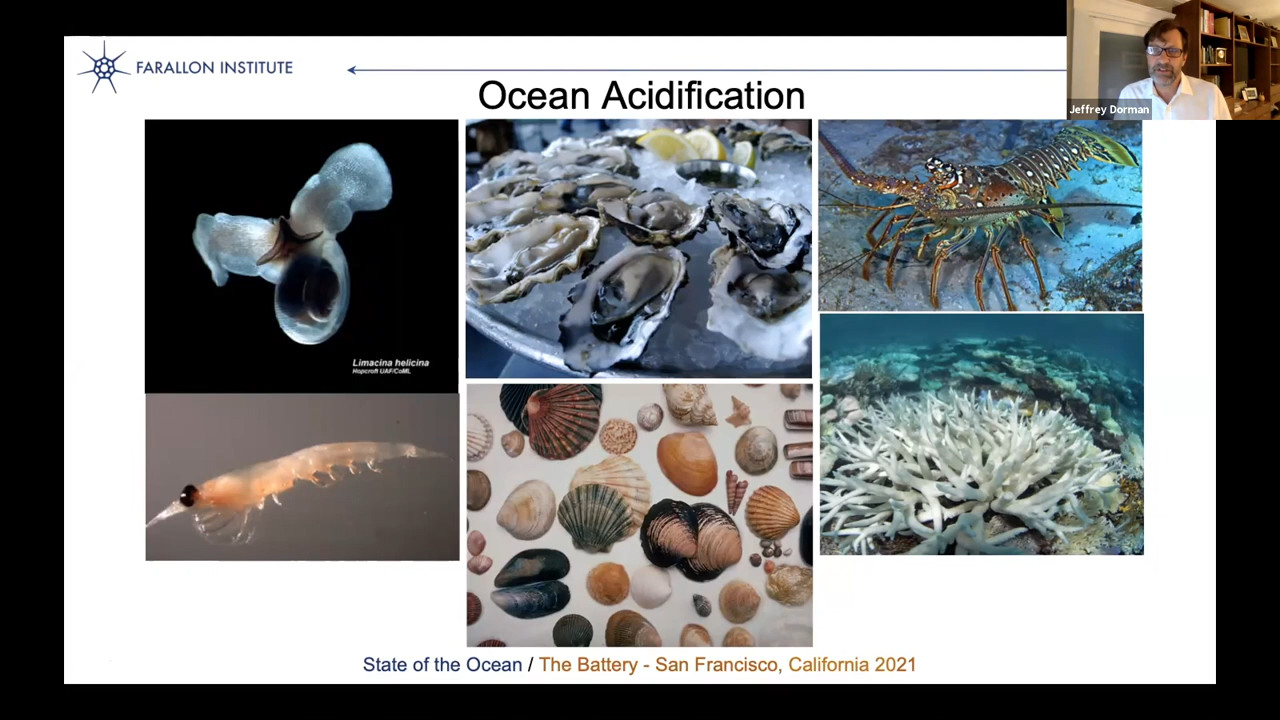 FARALLON INSTITUTE
Jeffrey Dorman
Ocean Acidification
Limacina helicina
Hopcroft UAF/CoML
State of the Ocean / The Battery - San Francisco, California 2021